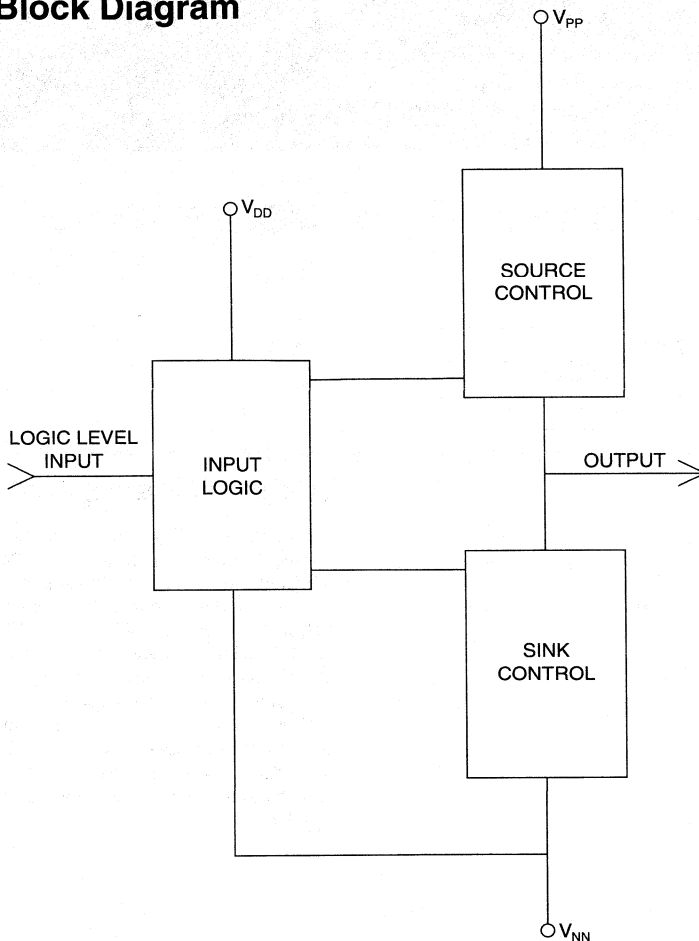 Block Diagram
VPP
VDD
SOURCE
CONTROL
LOGIC LEVEL
INPUT
INPUT
LOGIC
OUTPUT
SINK
CONTROL
VNN